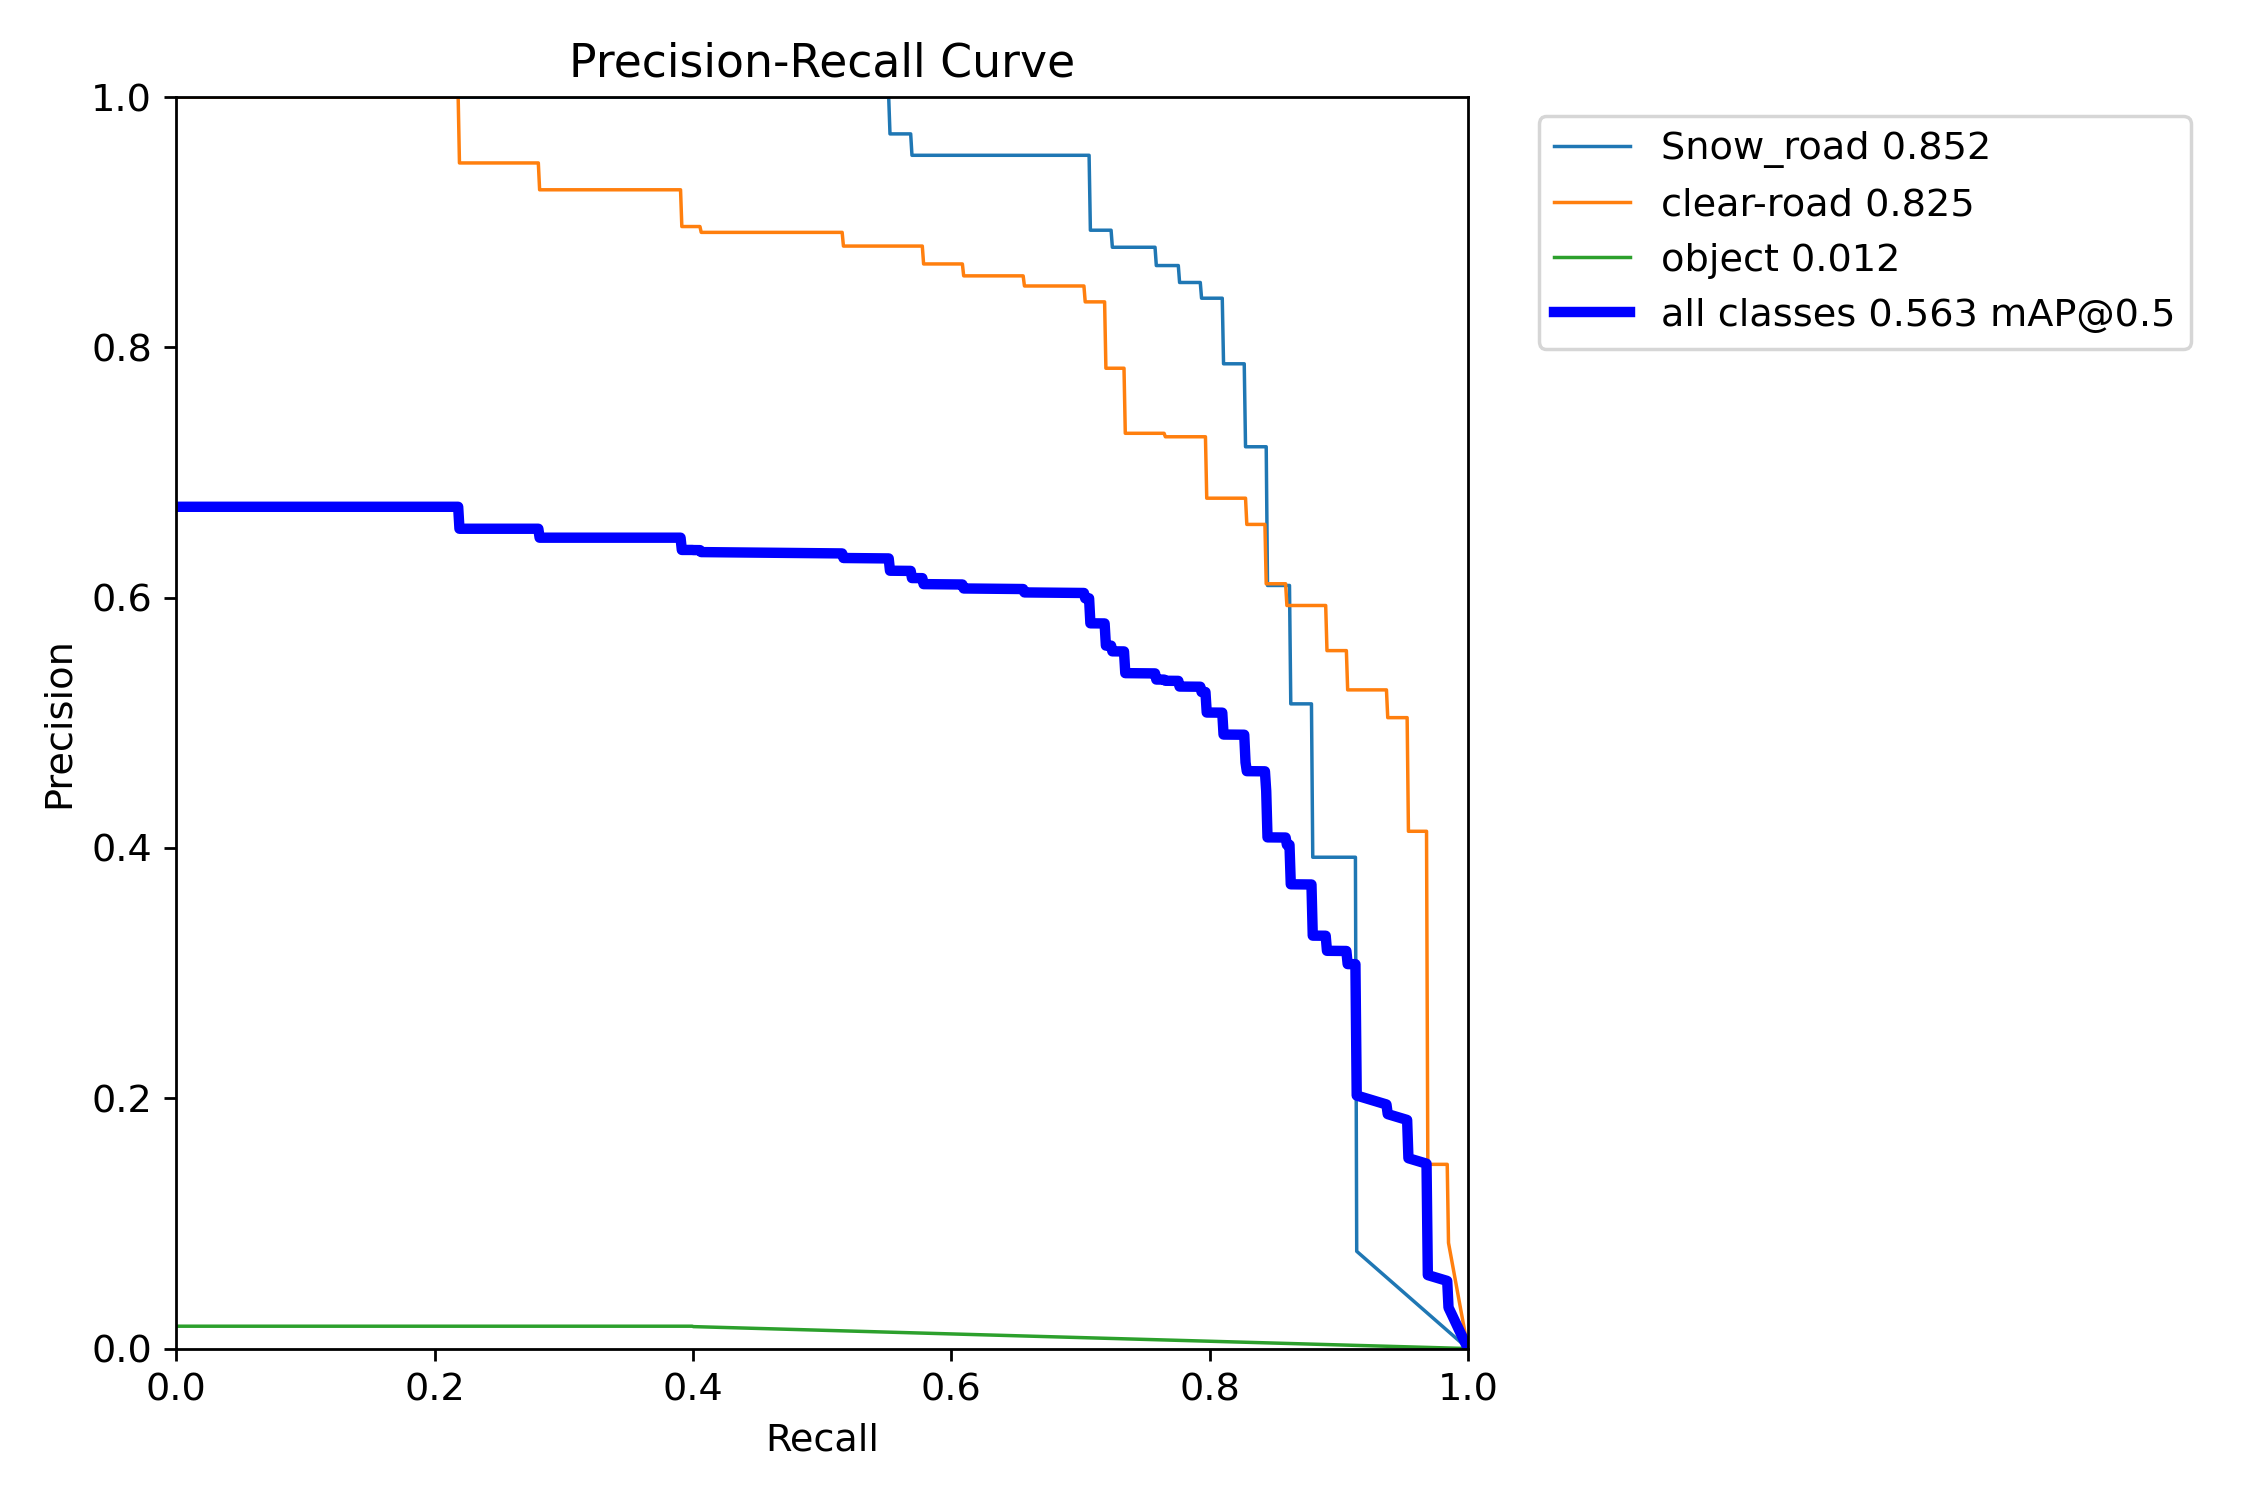 Precision-Recall Curve
1.0
0.8
0.6
0.4
0.2
0.0
Precision
0.0 0.2 0.4 0.6 0.8 1.0
Recall
Snow_road 0.852
clear-road 0.825
object 0.012
all classes 0.563 mAP@0.5